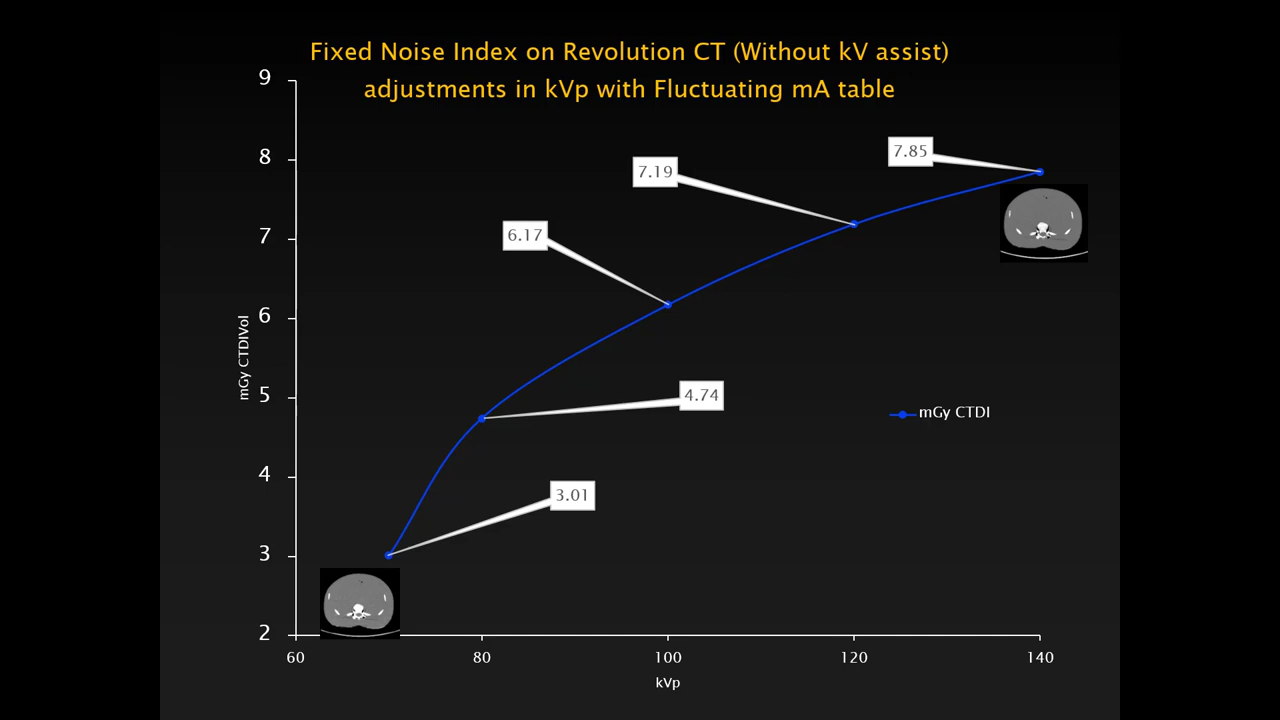 Fixed Noise Index on Revolution CT (Without kV assist)
adjustments in kVp with Fluctuating mA table
9
8
7
6
5
4
3
2
mGy CTDIVol
7.85
7.19
6.17
4.74
3.01
mGy CTDI
60 80 100 120 140
kVp